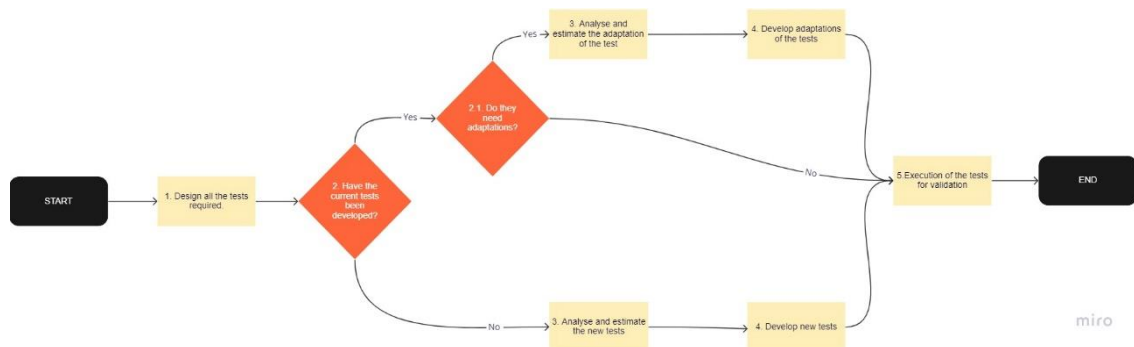 Yes
3. Analyse and
estimate the adaptation
of the test
4. Develop adaptations
of the tests
2.1. Do they
need
adaptations?
Yes
No
START
1. Design all the tests
required.
2. Have the
current tests
been
developed?
5.Execution of the tests
for validation
END
No
3. Analyse and estimate
the new tests
4. Develop new tests
miro